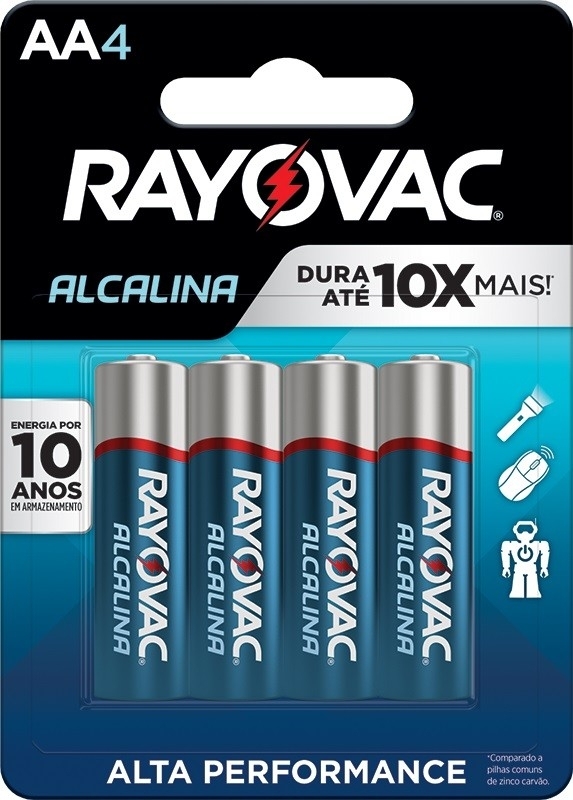 AA4
RAYOVAC®
ALCALINA
DURA
ATÉ 10X MAIS!*
ENERGIA POR
10
ANOS
EM ARMAZENAMENTO
RAYOVAC®
ALCALINA
RAYOVAC®
ALCALINA
RAYOVAC®
ALCALINA
RAYOVAC®
ALCALINA
ALTA PERFORMANCE
*Comparado a
pilhas comuns
de zinco carvão.